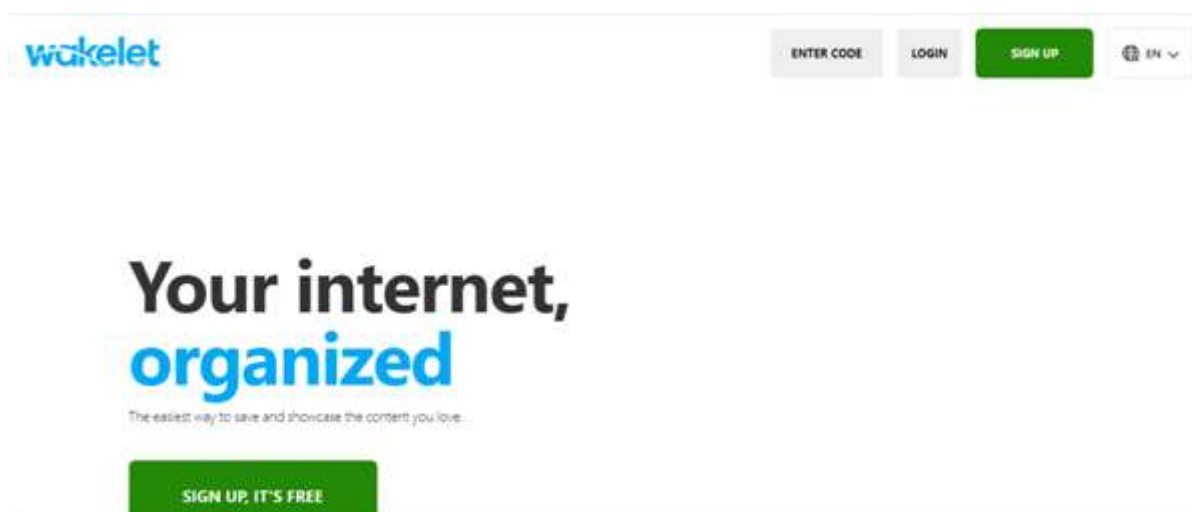 wakelet
ENTER CODE
LOGIN
SIGN UP
EN
Your internet,
organized
The easiest way to save and showcase the content you love.
SIGN UP, IT'S FREE